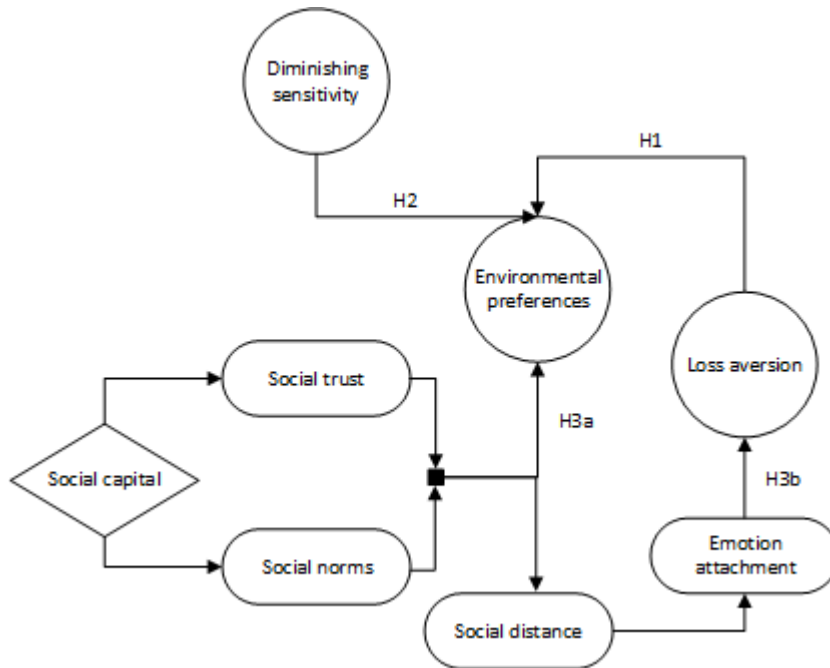 Diminishing
sensitivity
H1
H2
Environmental
preferences
Loss aversion
Social trust
H3a
Social capital
H3b
Social norms
Emotion
attachment
Social distance